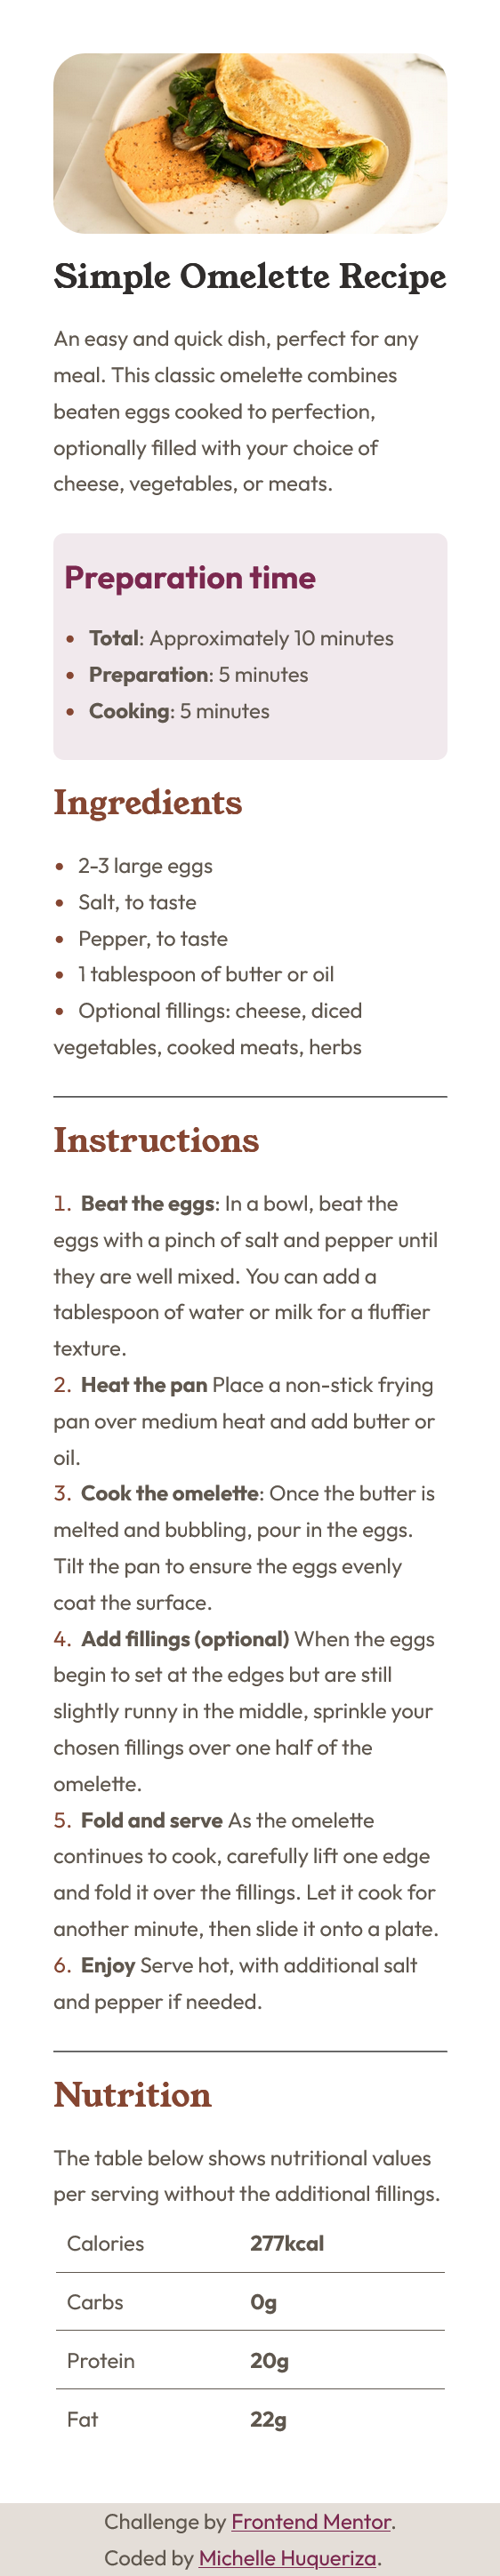 Simple Omelette Recipe
An easy and quick dish, perfect for any
meal. This classic omelette combines
beaten eggs cooked to perfection,
optionally filled with your choice of
cheese, vegetables, or meats.
Preparation time
• Total: Approximately 10 minutes
• Preparation: 5 minutes
• Cooking: 5 minutes
Ingredients
• 2-3 large eggs
• Salt, to taste
• Pepper, to taste
• 1 tablespoon of butter or oil
• Optional fillings: cheese, diced
vegetables, cooked meats, herbs
Instructions
1. Beat the eggs: In a bowl, beat the
eggs with a pinch of salt and pepper until
they are well mixed. You can add a
tablespoon of water or milk for a fluffier
texture.
2. Heat the pan Place a non-stick frying
pan over medium heat and add butter or
oil.
3. Cook the omelette: Once the butter is
melted and bubbling, pour in the eggs.
Tilt the pan to ensure the eggs evenly
coat the surface.
4. Add fillings (optional) When the eggs
begin to set at the edges but are still
slightly runny in the middle, sprinkle your
chosen fillings over one half of the
omelette.
5. Fold and serve As the omelette
continues to cook, carefully lift one edge
and fold it over the fillings. Let it cook for
another minute, then slide it onto a plate.
6. Enjoy Serve hot, with additional salt
and pepper if needed.
Nutrition
The table below shows nutritional values
per serving without the additional fillings.
Calories 277kcal
Carbs 0g
Protein 20g
Fat 22g
Challenge by Frontend Mentor.
Coded by Michelle Huqueriza.